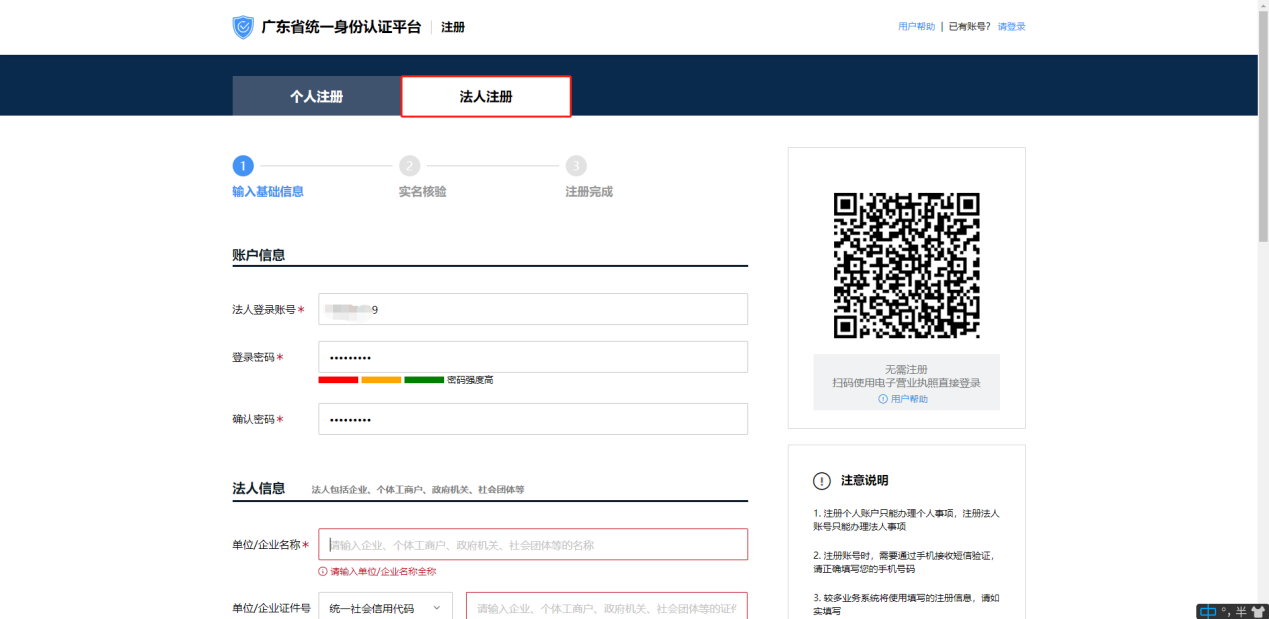 广东省统一身份认证平台 | 注册
用户帮助 | 已有账号? 请登录
个人注册
法人注册
1 2 3
输入基础信息 实名核验 注册完成
账户信息
法人登录账号* 9
登录密码* •••••••••
密码强度高
确认密码* •••••••••
法人信息 法人包括企业、个体工商户、政府机关、社会团体等
单位/企业名称* 请输入企业、个体工商户、政府机关、社会团体等的名称
请输入单位/企业名称全称
单位/企业证件号 统一社会信用代码 请输入企业、个体工商户、政府机关、社会团体等的证件
无需注册
扫码使用电子营业执照直接登录
用户帮助
注意说明
1. 注册个人账户只能办理个人事项，注册法人
账号只能办理法人事项
2. 注册账号时，需要通过手机接收短信验证，
请正确填写您的手机号码
3. 较多业务系统将使用填写的注册信息，请如
实填写
中 °, 半